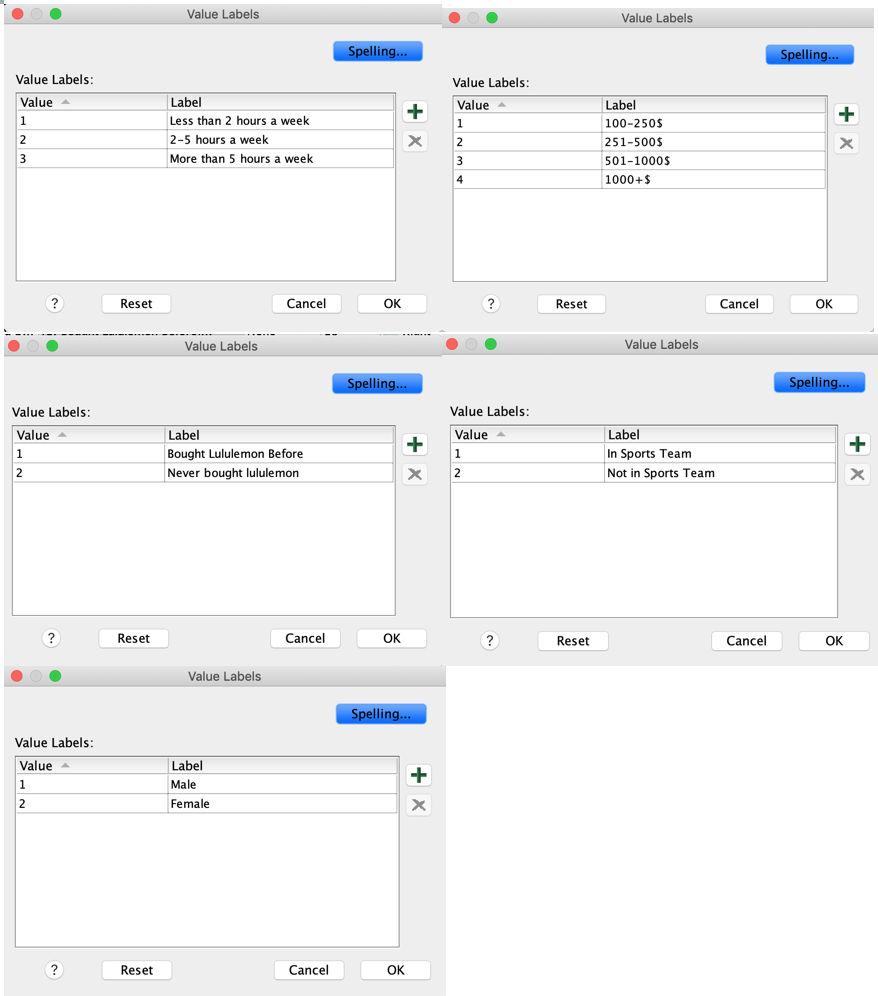 Value Labels
Spelling...
Value Labels:
Value Label
1 Less than 2 hours a week
2 2-5 hours a week
3 More than 5 hours a week
? Reset Cancel OK
Value Labels
Spelling...
Value Labels:
Value Label
1 100-250$
2 251-500$
3 501-1000$
4 1000+$
? Reset Cancel OK
Value Labels
Spelling...
Value Labels:
Value Label
1 Bought Lululemon Before
2 Never bought lululemon
? Reset Cancel OK
Value Labels
Spelling...
Value Labels:
Value Label
1 In Sports Team
2 Not in Sports Team
? Reset Cancel OK
Value Labels
Spelling...
Value Labels:
Value Label
1 Male
2 Female
? Reset Cancel OK